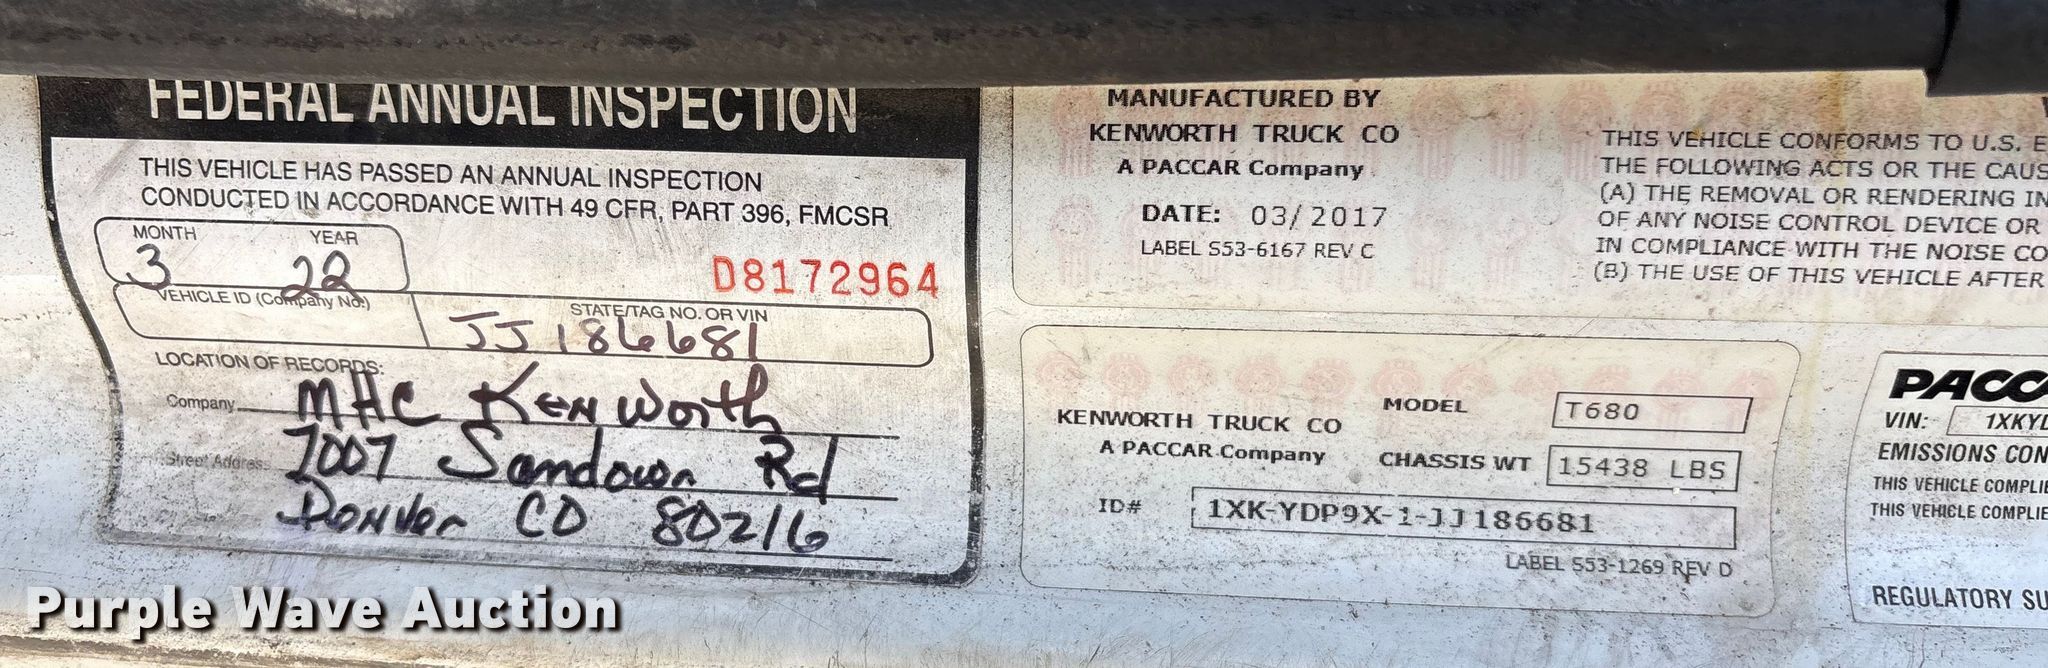 FEDERAL ANNUAL INSPECTION
THIS VEHICLE HAS PASSED AN ANNUAL INSPECTION
CONDUCTED IN ACCORDANCE WITH 49 CFR, PART 396, FMCSR
MONTH YEAR
3 22
D8172964
VEHICLE ID (Company No.)
STATE/TAG NO. OR VIN
JJ186681
LOCATION OF RECORDS:
Company MHC KenWorth
Street Address 7007 Sandown Rd
Denver CO 80216
MANUFACTURED BY
KENWORTH TRUCK CO
A PACCAR Company
DATE: 03/2017
LABEL S53-6167 REV C
THIS VEHICLE CONFORMS TO U.S. E
THE FOLLOWING ACTS OR THE CAUS
(A) THE REMOVAL OR RENDERING IN
OF ANY NOISE CONTROL DEVICE OR
IN COMPLIANCE WITH THE NOISE CO
(B) THE USE OF THIS VEHICLE AFTER
KENWORTH TRUCK CO
A PACCAR Company
MODEL T680
CHASSIS WT 15438 LBS
ID# 1XK-YDP9X-1-JJ186681
LABEL S53-1269 REV D
PACC
VIN: 1XKYD
EMISSIONS CON
THIS VEHICLE COMPLIE
THIS VEHICLE COMPLIE
REGULATORY SU
Purple Wave Auction